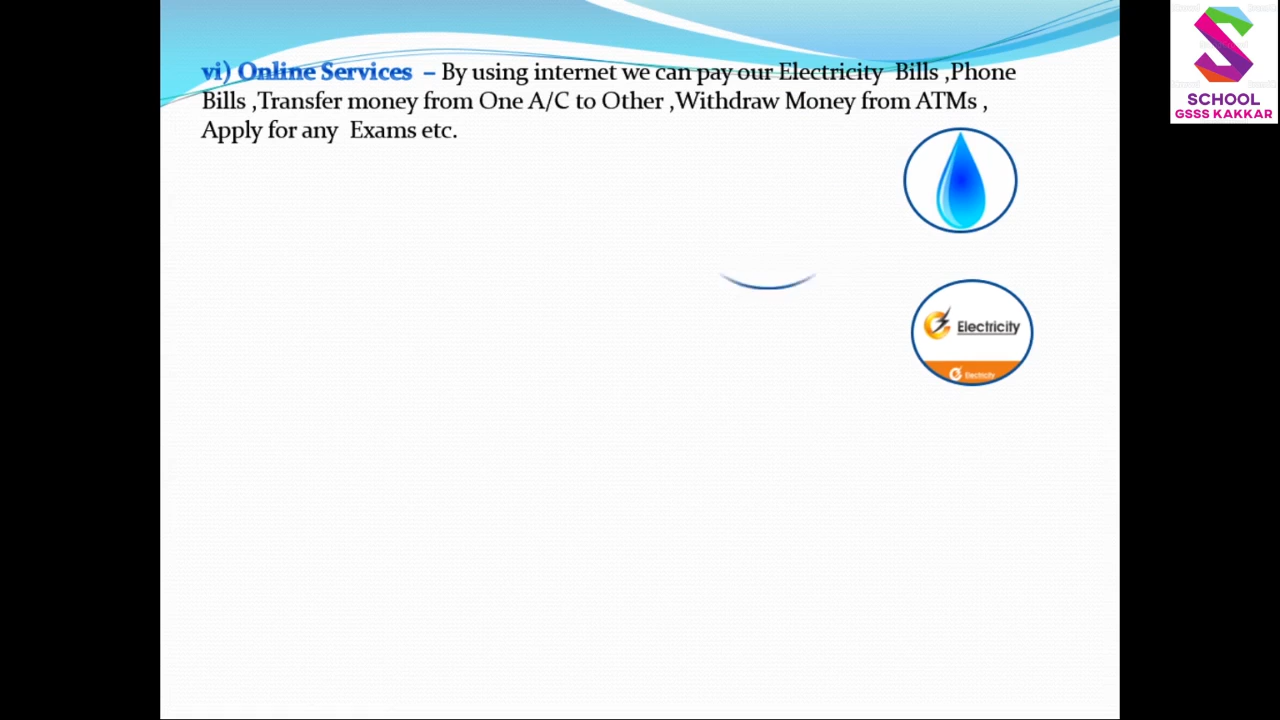 vi) Online Services – By using internet we can pay our Electricity Bills ,Phone
Bills ,Transfer money from One A/C to Other ,Withdraw Money from ATMs ,
Apply for any Exams etc.
SCHOOL
GSSS KAKKAR
Electricity
Electricity